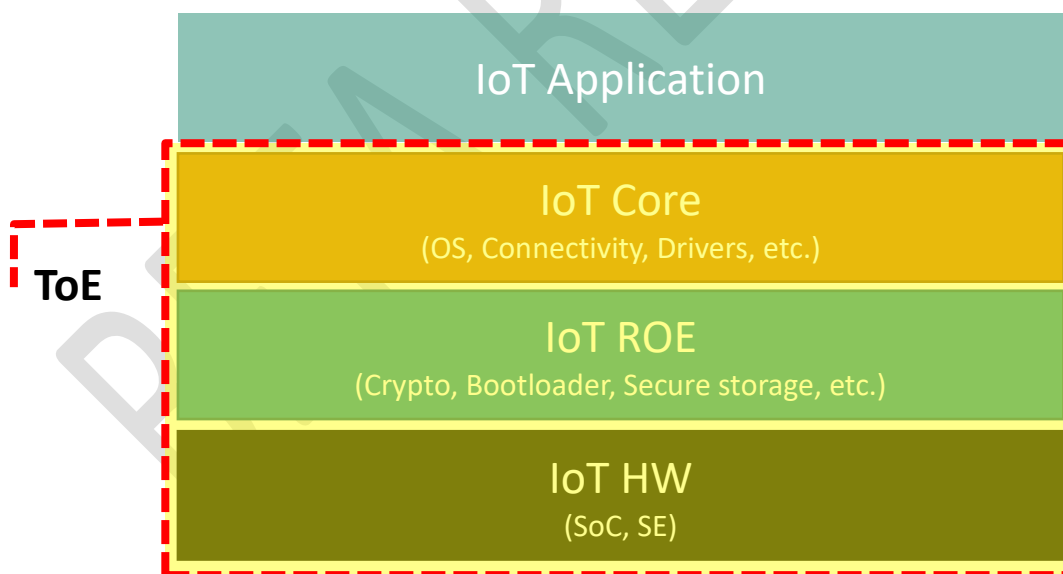 IoT Application
IoT Core
(OS, Connectivity, Drivers, etc.)
ToE
IoT ROE
(Crypto, Bootloader, Secure storage, etc.)
IoT HW
(SoC, SE)